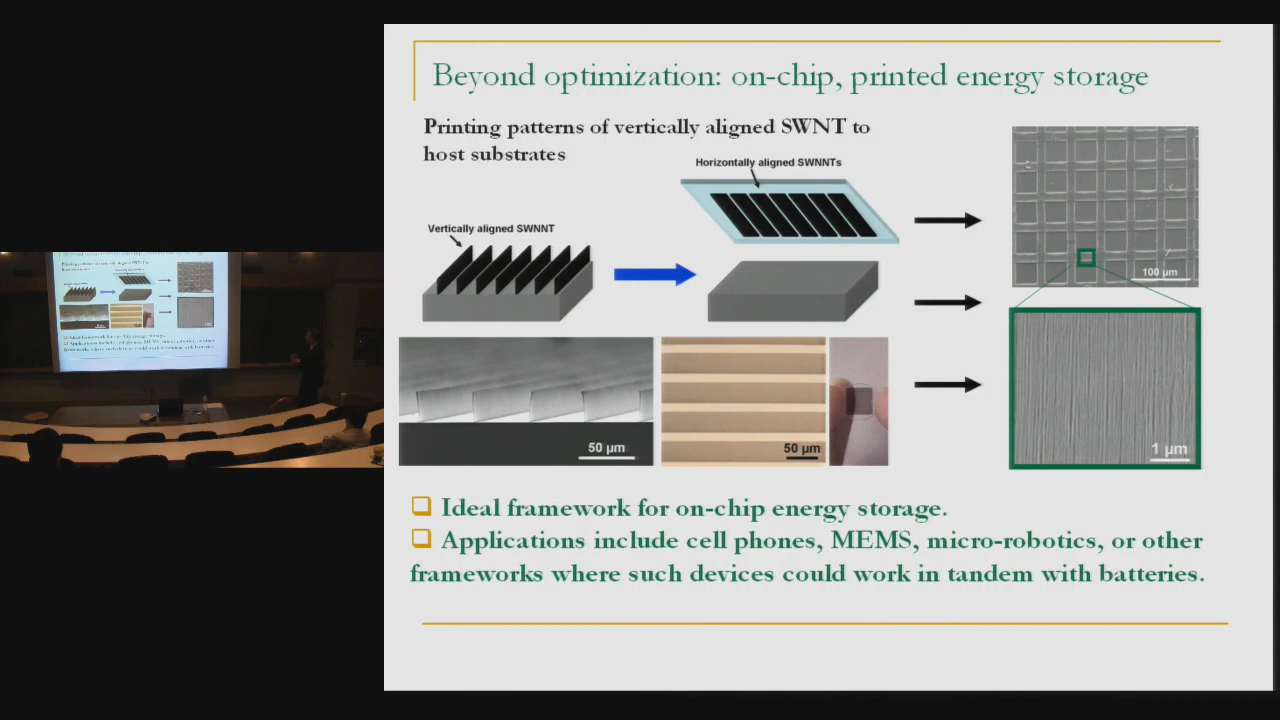 Beyond optimization: on-chip, printed energy storage
Printing patterns of vertically aligned SWNT to
host substrates
Horizontally aligned SWNNTs
Vertically aligned SWNNT
100 µm
50 µm
50 µm
1 µm
❑ Ideal framework for on-chip energy storage.
❑ Applications include cell phones, MEMS, micro-robotics, or other
frameworks where such devices could work in tandem with batteries.